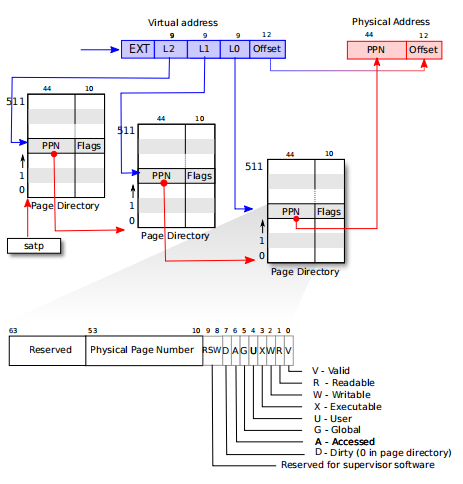 Virtual address
Physical Address
9 9 9 12
44 12
EXT L2 L1 L0 Offset
PPN Offset
44 10
511
PPN Flags
1
0
Page Directory
satp
44 10
511
PPN Flags
1
0
Page Directory
44 10
511
PPN Flags
1
0
Page Directory
63 53 10 9 8 7 6 5 4 3 2 1 0
Reserved Physical Page Number RSW D A G U X W R V
V - Valid
R - Readable
W - Writable
X - Executable
U - User
G - Global
A - Accessed
D - Dirty (0 in page directory)
Reserved for supervisor software